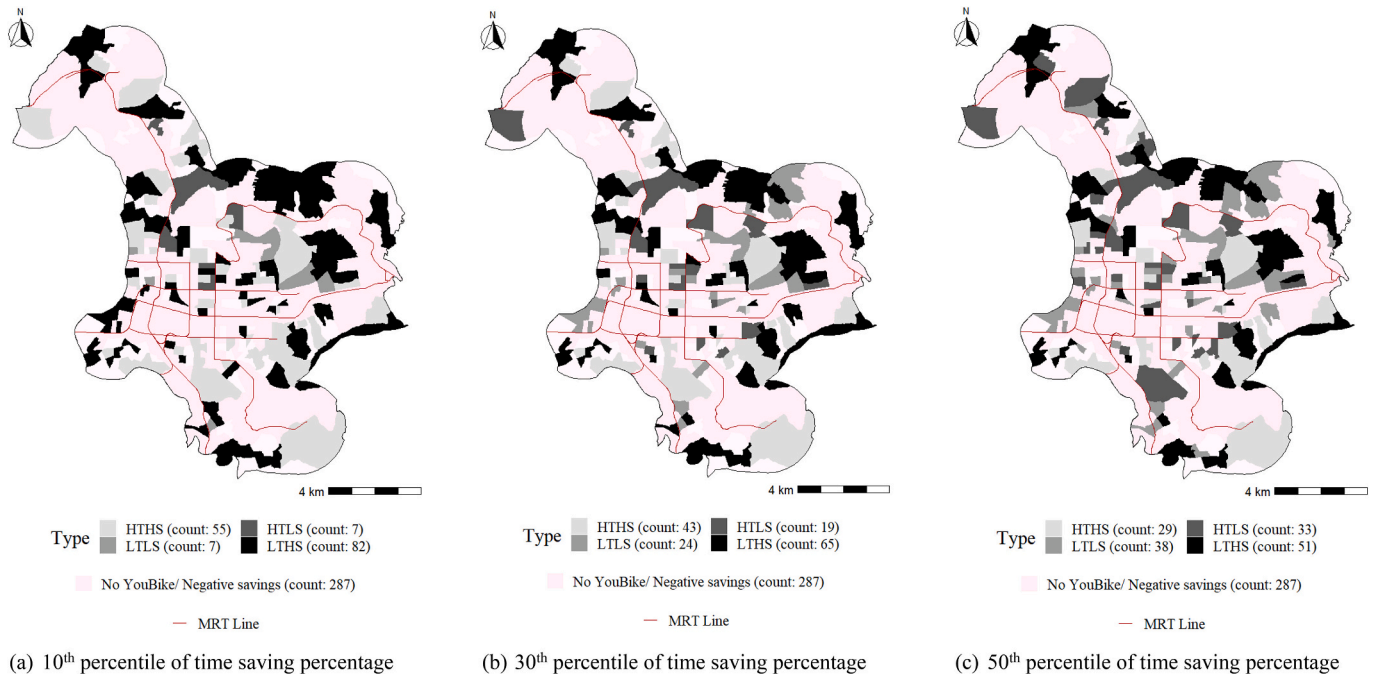 N
4 km
Type
HTHS (count: 55)
HTLS (count: 7)
LTLS (count: 7)
LTHS (count: 82)
No YouBike/ Negative savings (count: 287)
MRT Line
(a) 10th percentile of time saving percentage
N
4 km
Type
HTHS (count: 43)
HTLS (count: 19)
LTLS (count: 24)
LTHS (count: 65)
No YouBike/ Negative savings (count: 287)
MRT Line
(b) 30th percentile of time saving percentage
N
4 km
Type
HTHS (count: 29)
HTLS (count: 33)
LTLS (count: 38)
LTHS (count: 51)
No YouBike/ Negative savings (count: 287)
MRT Line
(c) 50th percentile of time saving percentage